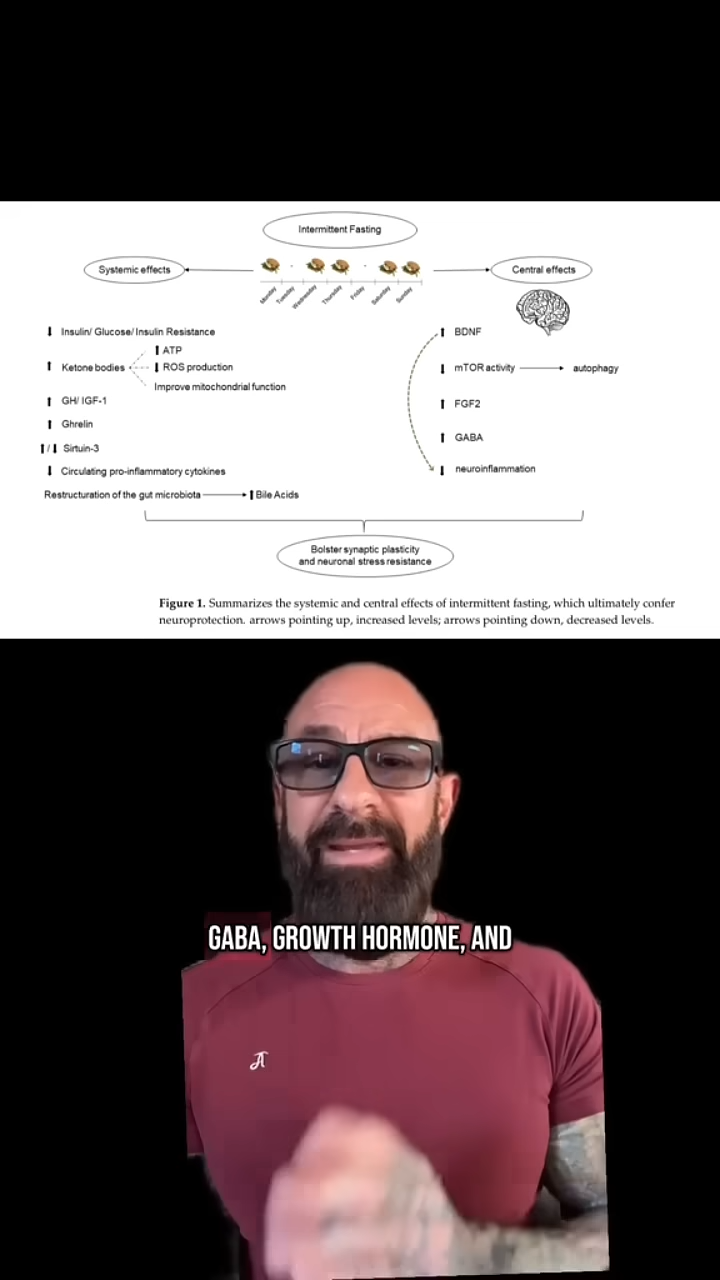 Intermittent Fasting
Systemic effects
Central effects
Monday
Tuesday
Wednesday
Thursday
Friday
Saturday
Sunday
Insulin/ Glucose/ Insulin Resistance
Ketone bodies
ATP
ROS production
Improve mitochondrial function
GH/ IGF-1
Ghrelin
/ Sirtuin-3
Circulating pro-inflammatory cytokines
Restructuration of the gut microbiota
Bile Acids
BDNF
mTOR activity
autophagy
FGF2
GABA
neuroinflammation
Bolster synaptic plasticity
and neuronal stress resistance
Figure 1. Summarizes the systemic and central effects of intermittent fasting, which ultimately confer
neuroprotection. arrows pointing up, increased levels; arrows pointing down, decreased levels.
GABA, GROWTH HORMONE, AND